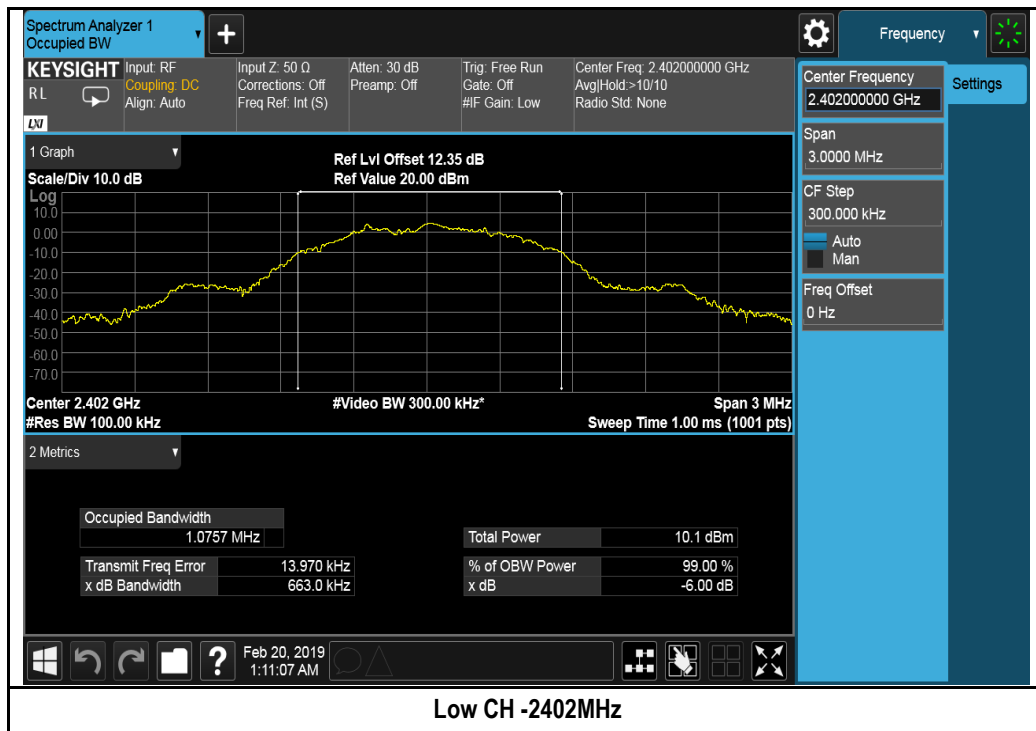 Spectrum Analyzer 1
Occupied BW
+
Frequency
KEYSIGHT
RL
LXI
Input: RF
Coupling: DC
Align: Auto
Input Z: 50 Ω
Corrections: Off
Freq Ref: Int (S)
Atten: 30 dB
Preamp: Off
Trig: Free Run
Gate: Off
#IF Gain: Low
Center Freq: 2.402000000 GHz
Avg|Hold:>10/10
Radio Std: None
Center Frequency
2.402000000 GHz
Settings
Span
3.0000 MHz
CF Step
300.000 kHz
Auto
Man
Freq Offset
0 Hz
1 Graph
Ref Lvl Offset 12.35 dB
Scale/Div 10.0 dB
Ref Value 20.00 dBm
Log
10.0
0.00
-10.0
-20.0
-30.0
-40.0
-50.0
-60.0
-70.0
Center 2.402 GHz
#Video BW 300.00 kHz*
Span 3 MHz
#Res BW 100.00 kHz
Sweep Time 1.00 ms (1001 pts)
2 Metrics
Occupied Bandwidth
1.0757 MHz
Total Power 10.1 dBm
Transmit Freq Error 13.970 kHz
% of OBW Power 99.00 %
x dB Bandwidth 663.0 kHz
x dB -6.00 dB
?
Feb 20, 2019
1:11:07 AM
Low CH -2402MHz